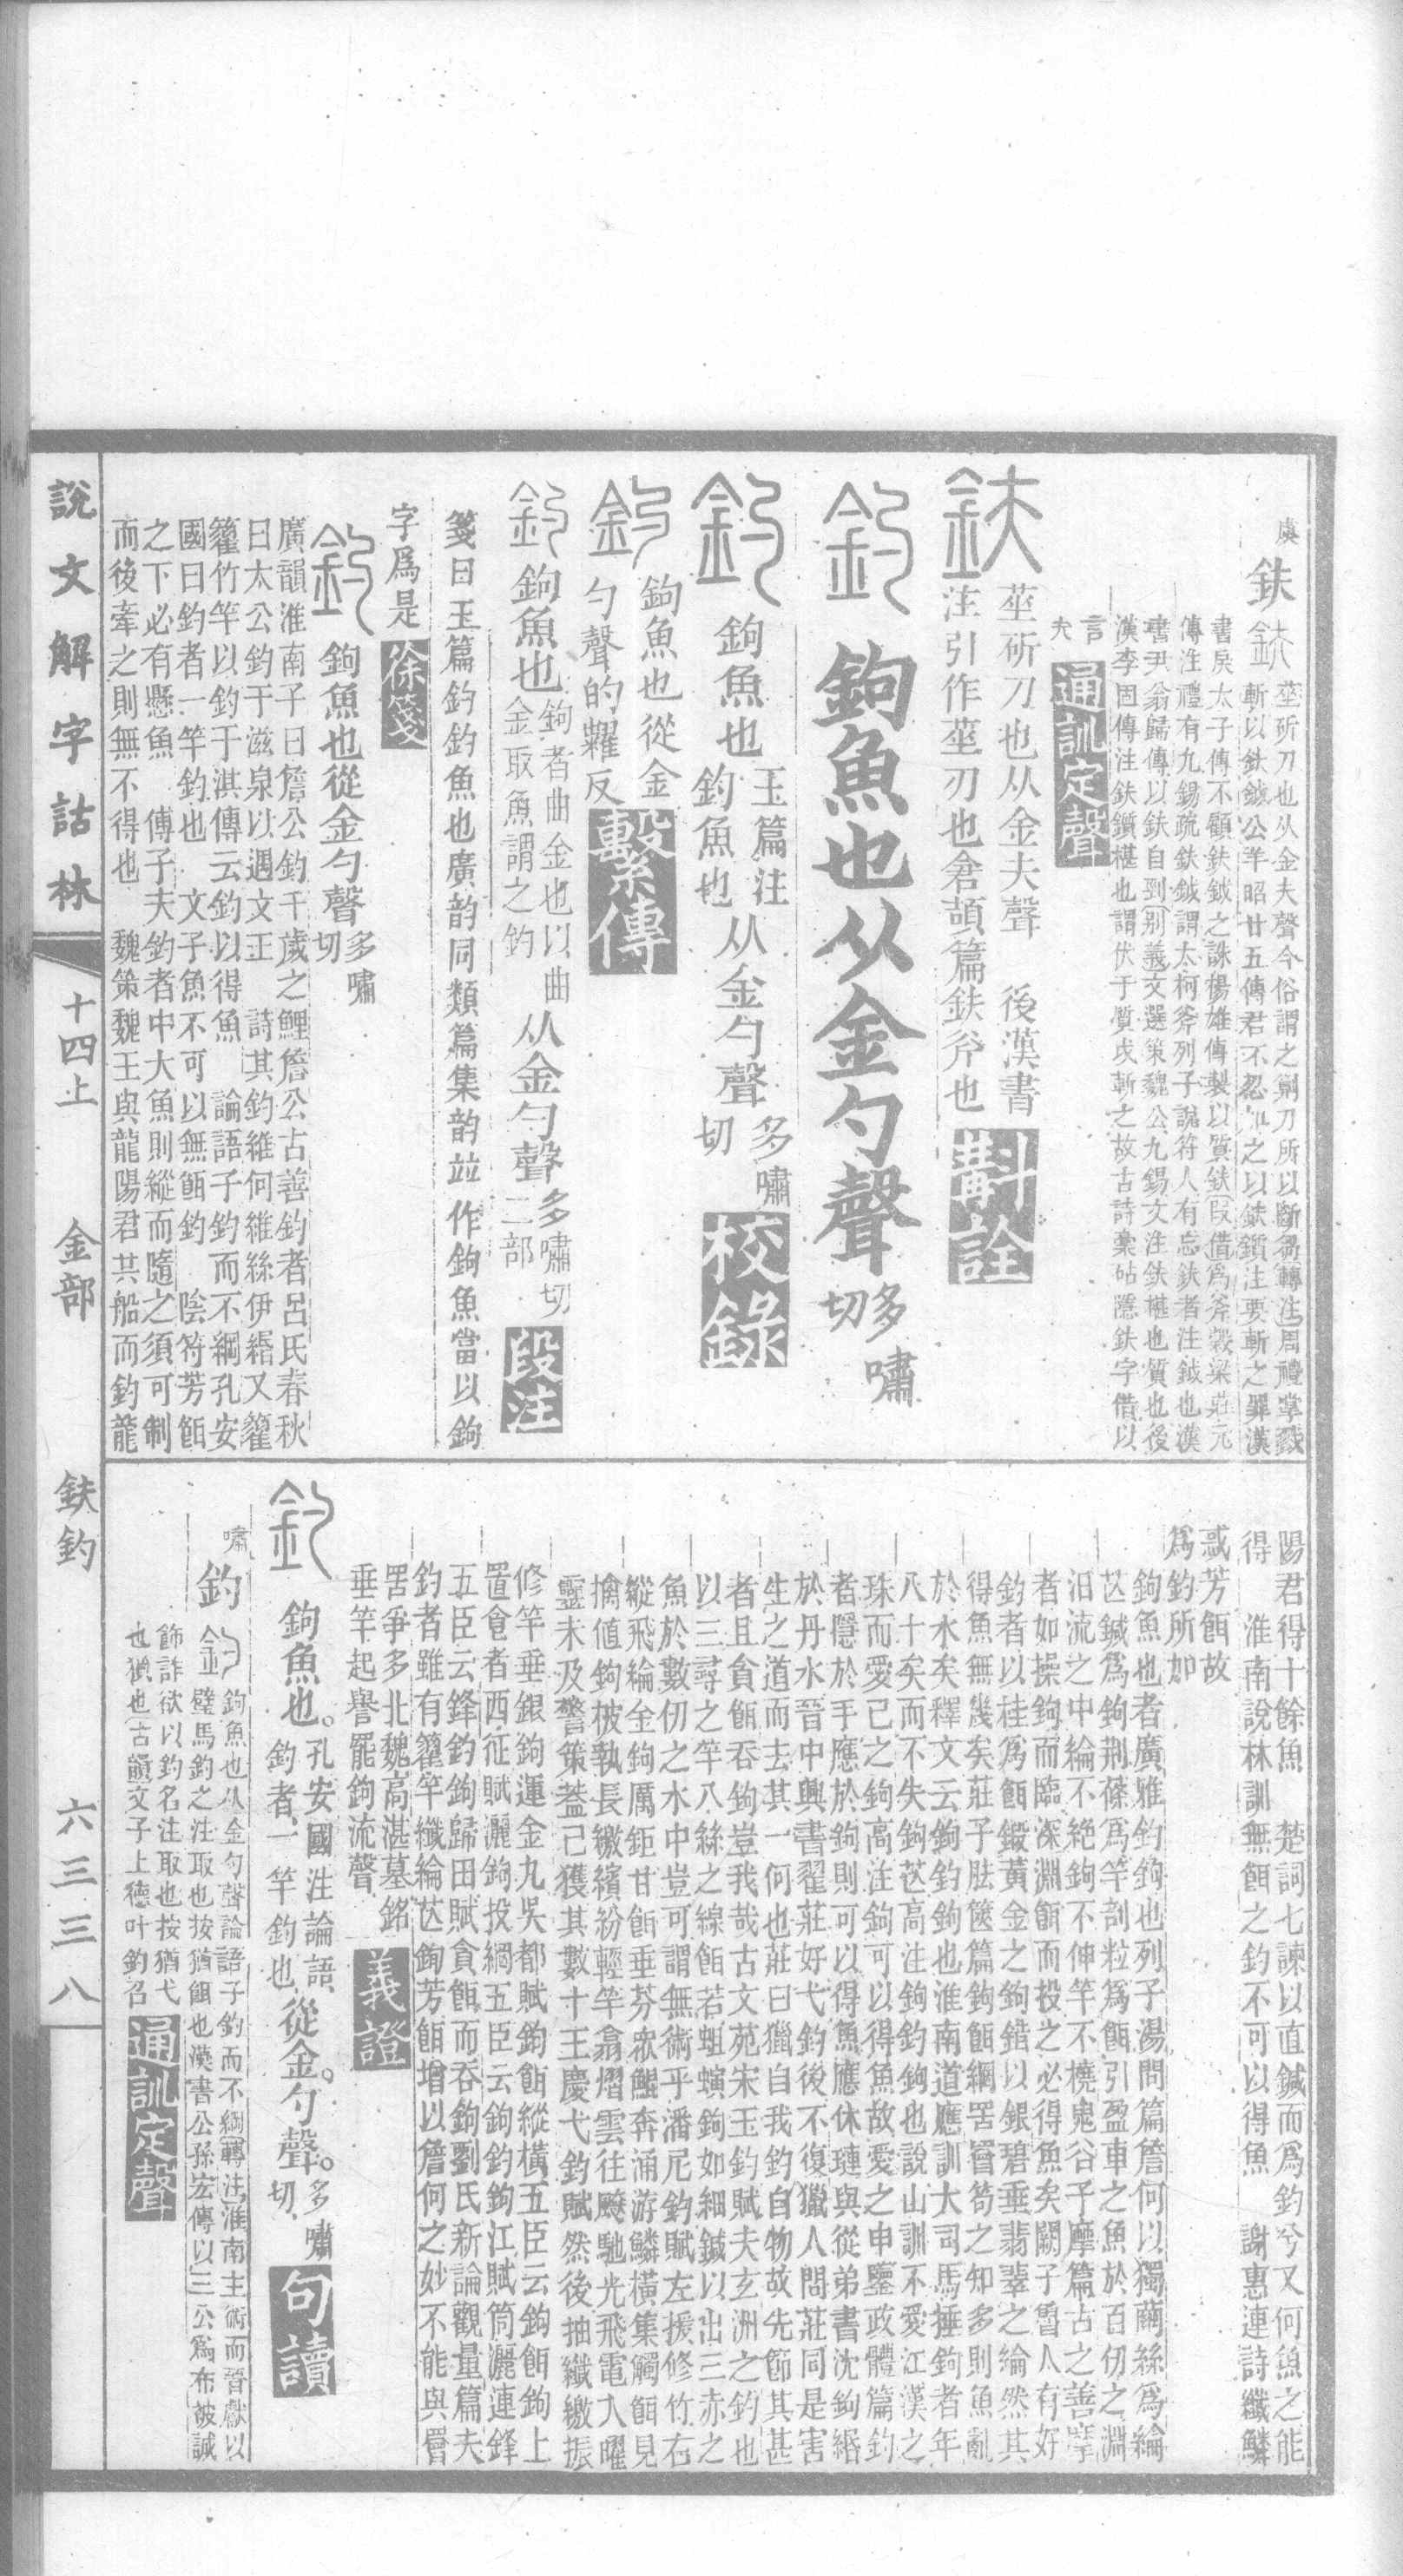 虞
鈇
莝斫刀也从金夫聲今俗謂之劗刀所以斷芻轉注周禮掌戮
斬以鈇鉞公羊昭廿五傳君不忍加之以鈇鑕注要斬之罪漢
書戾太子傳不顧鈇鉞之誅揚雄傳製以質鈇叚借爲斧穀梁莊元
傳注禮有九錫疏鈇鉞謂大柯斧列子說符人有忘鈇者注鉞也漢
書尹翁歸傳以鈇自剄別義文選策魏公九錫文注鈇椹也質也後
漢李固傳注鈇鑕椹也謂伏于質戉斬之故古詩稾砧隱鈇字借以
言夫
通訓定聲
莝斫刀也从金夫聲 後漢書
注引作莝刃也倉頡篇鈇斧也
斠詮
鉤魚也从金勺聲多嘯切
鉤魚也玉篇注釣魚也从金勺聲多嘯切
校錄
鉤魚也從金
勺聲的糶反
繫傳
鉤魚也鉤者曲金也以曲金取魚謂之釣从金勺聲多嘯切二部
段注
箋曰玉篇釣釣魚也廣韵同類篇集韵竝作鉤魚當以鉤
字爲是
徐箋
鉤魚也從金勺聲多嘯切
廣韻淮南子曰詹公釣千歲之鯉詹公古善釣者呂氏春秋
曰太公釣于滋泉以遇文王 詩其釣維何維絲伊緡又籊
籊竹竿以釣于淇傳云釣以得魚 論語子釣而不綱孔安
國曰釣者一竿釣也 文子魚不可以無餌釣 陰符芳餌
之下必有懸魚 傅子夫釣者中大魚則縱而隨之須可制
而後牽之則無不得也 魏策魏王與龍陽君共船而釣龍
陽君得十餘魚 楚詞七諫以直鍼而爲釣兮又何魚之能
得 淮南說林訓無餌之釣不可以得魚 謝惠連詩纖鱗
惑芳餌故
爲釣所加
鉤魚也者廣雅釣鉤也列子湯問篇詹何以獨繭絲爲綸
芒鍼爲鉤荆篠爲竿剖粒爲餌引盈車之魚於百仞之淵
汨流之中綸不絕鉤不伸竿不橈鬼谷子摩篇古之善摩
者如操鉤而臨深淵餌而投之必得魚矣闕子魯人有好
釣者以桂爲餌鍛黃金之鉤錯以銀碧垂翡翠之綸然其
得魚無幾矣莊子胠篋篇鉤餌綱罟罾笱之知多則魚亂
於水矣釋文云鉤釣鉤也淮南道應訓大司馬捶鉤者年
八十矣而不失鉤芒高注鉤釣鉤也說山訓不愛江漢之
珠而愛己之鉤高注鉤可以得魚故愛之申鑒政體篇釣
者隱於手應於鉤則可以得魚應休璉與從弟書沈鉤緡
於丹水晉中興書翟莊好弋釣後不復獵人問莊同是害
生之道而去其一何也莊曰獵自我釣自物故先節其甚
者且貪餌吞鉤豈我哉古文苑宋玉釣賦夫玄洲之釣也
以三尋之竿八絲之線餌若蛆螾鉤如細鍼以出三赤之
魚於數仞之水中豈可謂無術乎潘尼釣賦左援修竹右
縱飛綸金鉤厲鉅甘餌垂芬衆鯤奔涌游鱗橫集觸餌見
擒値鉤被執長繳繽紛輕竿翕熠雲往飇馳光飛電入曜
靈未及警策蓋已獲其數十王慶弋釣賦然後抽纖繳振
修竿垂銀鉤運金九吳都賦鉤餌縱橫五臣云鉤餌鉤上
置食者西征賦灑鉤投網五臣云鉤釣鉤江賦筒灑連鋒
五臣云鋒釣鉤歸田賦貪餌而吞鉤劉氏新論觀量篇夫
釣者雖有籊竿纖綸芒鉤芳餌增以詹何之妙不能與罾
罟爭多北魏高湛墓銘
垂竿起譽罷鉤流聲
義證
鉤魚也。孔安國注論語、釣者、一竿釣也、從金。勺聲。多嘯切、
句讀
嘯
釣
鉤魚也从金勺聲論語子釣而不綱轉注淮南主術而晉獻以
璧馬釣之注取也按猶餌也漢書公孫宏傳以三公爲布被誠
飾詐欲以釣名注取也按猶弋
也獵也古韻文子上德叶釣召
通訓定聲
說文解字詁林
十四上 金部
鈇釣
六三三八